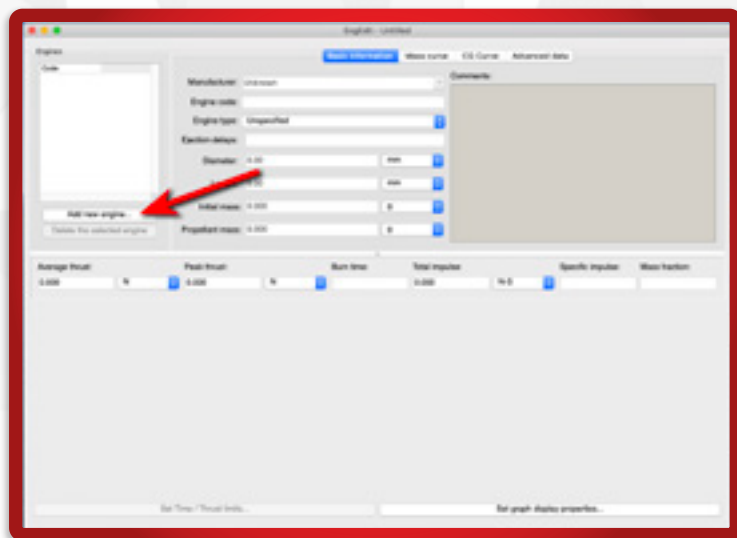 EngEdit - Untitled
Engines
Code
Basic information Mass curve CG Curve Advanced data
Manufacturer: Unknown
Comments:
Engine code:
Engine type: Unspecified
Ejection delays:
Diameter: 0.00 mm
0.00 mm
Initial mass: 0.000 g
Propellant mass: 0.000 g
Add new engine...
Delete the selected engine
Average thrust: Peak thrust: Burn time: Total impulse: Specific impulse: Mass fraction:
0.000 N 0.000 N 0.000 N-S
Set Time / Thrust limits... Set graph display properties...